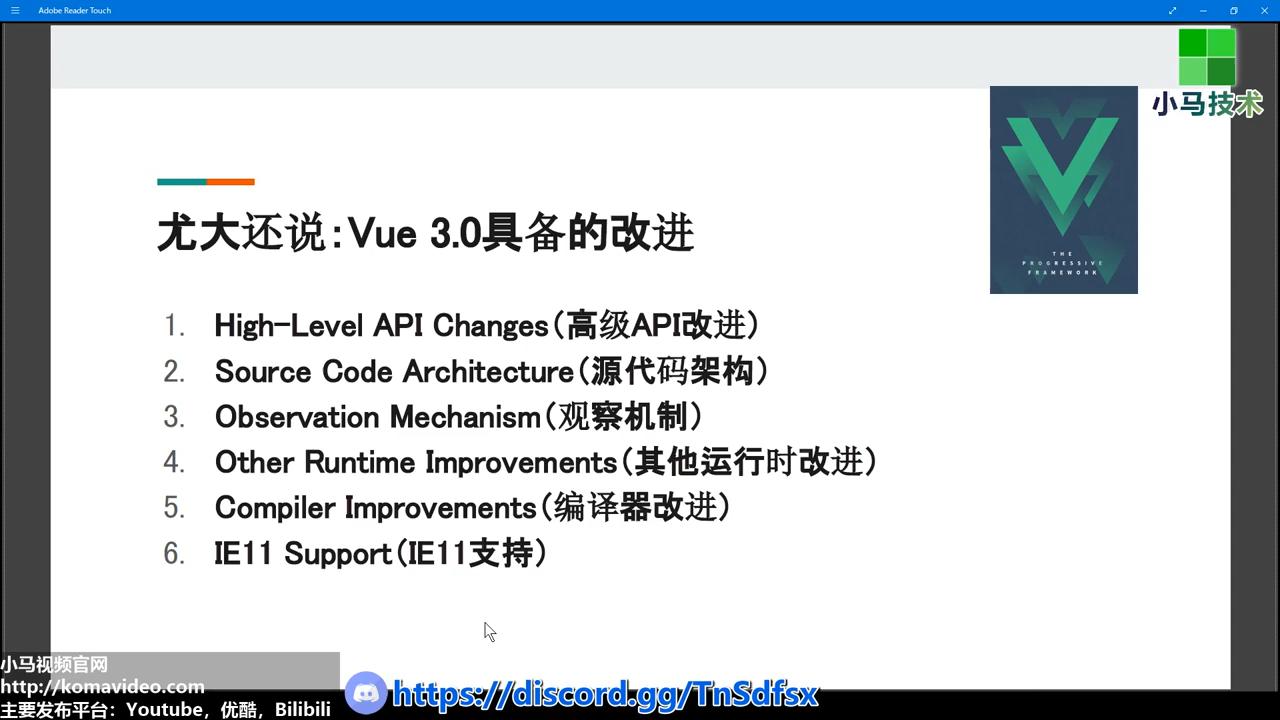 Adobe Reader Touch
小马技术
THE
PROGRESSIVE
FRAMEWORK
尤大还说:Vue 3.0具备的改进
1. High-Level API Changes(高级API改进)
2. Source Code Architecture(源代码架构)
3. Observation Mechanism(观察机制)
4. Other Runtime Improvements(其他运行时改进)
5. Compiler Improvements(编译器改进)
6. IE11 Support(IE11支持)
小马视频官网
http://komavideo.com
主要发布平台: Youtube, 优酷, Bilibili
https://discord.gg/TnSdfsx